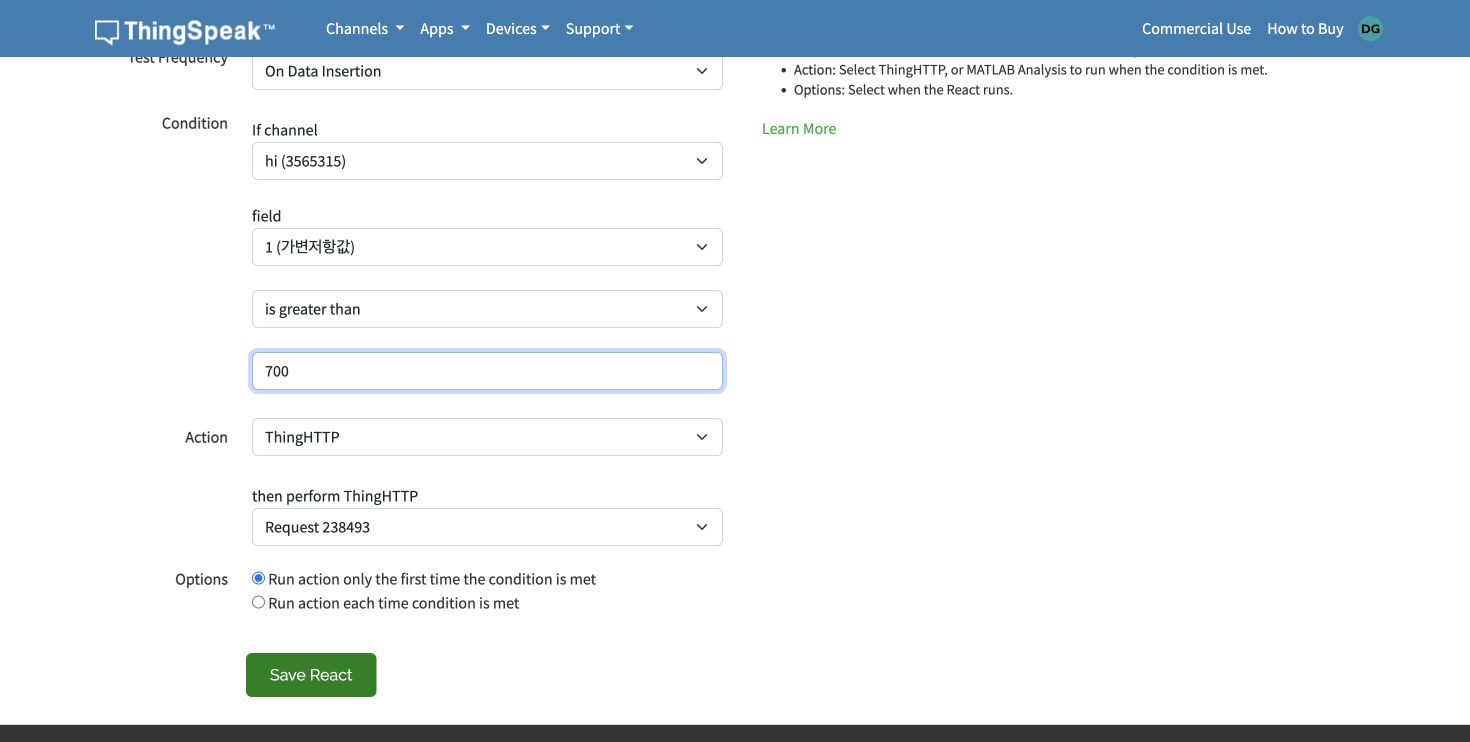 ThingSpeak™ Channels Apps Devices Support Commercial Use How to Buy DG
Test Frequency
On Data Insertion
Action: Select ThingHTTP, or MATLAB Analysis to run when the condition is met.
Options: Select when the React runs.
Learn More
Condition
If channel
hi (3565315)
field
1 (가변저항값)
is greater than
700
Action
ThingHTTP
then perform ThingHTTP
Request 238493
Options
Run action only the first time the condition is met
Run action each time condition is met
Save React